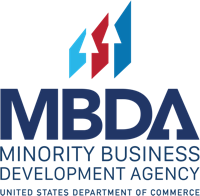 MBDA
MINORITY BUSINESS
DEVELOPMENT AGENCY
UNITED STATES DEPARTMENT OF COMMERCE